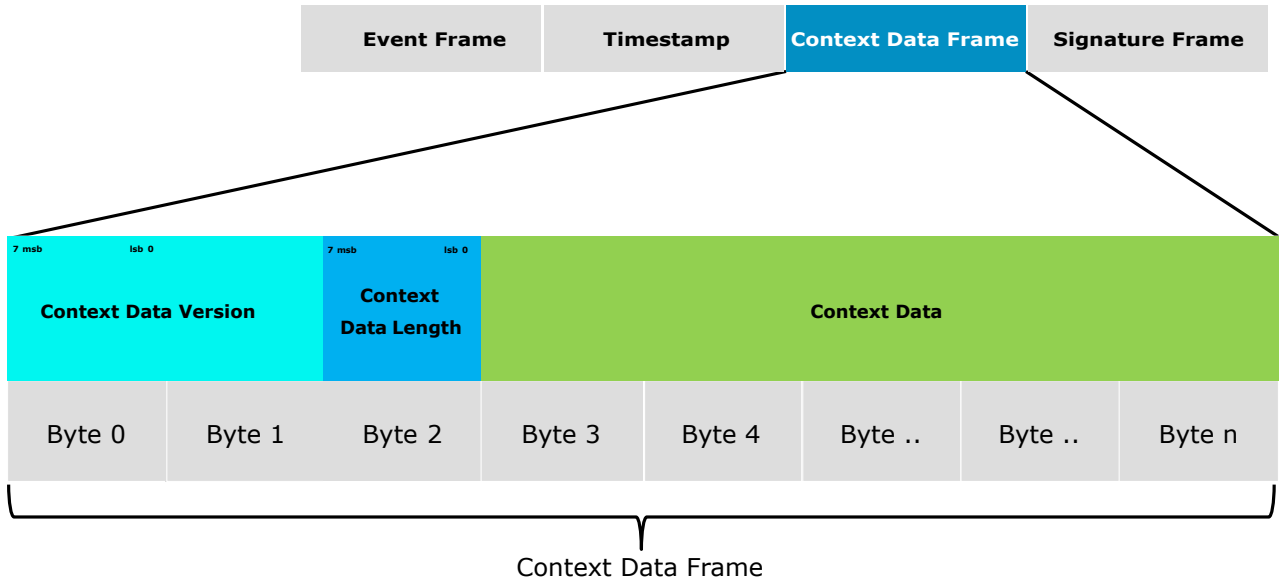 Event Frame Timestamp Context Data Frame Signature Frame
7 msb lsb 0 7 msb lsb 0
Context Data Version
Context
Data Length
Context Data
Byte 0 Byte 1 Byte 2 Byte 3 Byte 4 Byte .. Byte .. Byte n
Context Data Frame